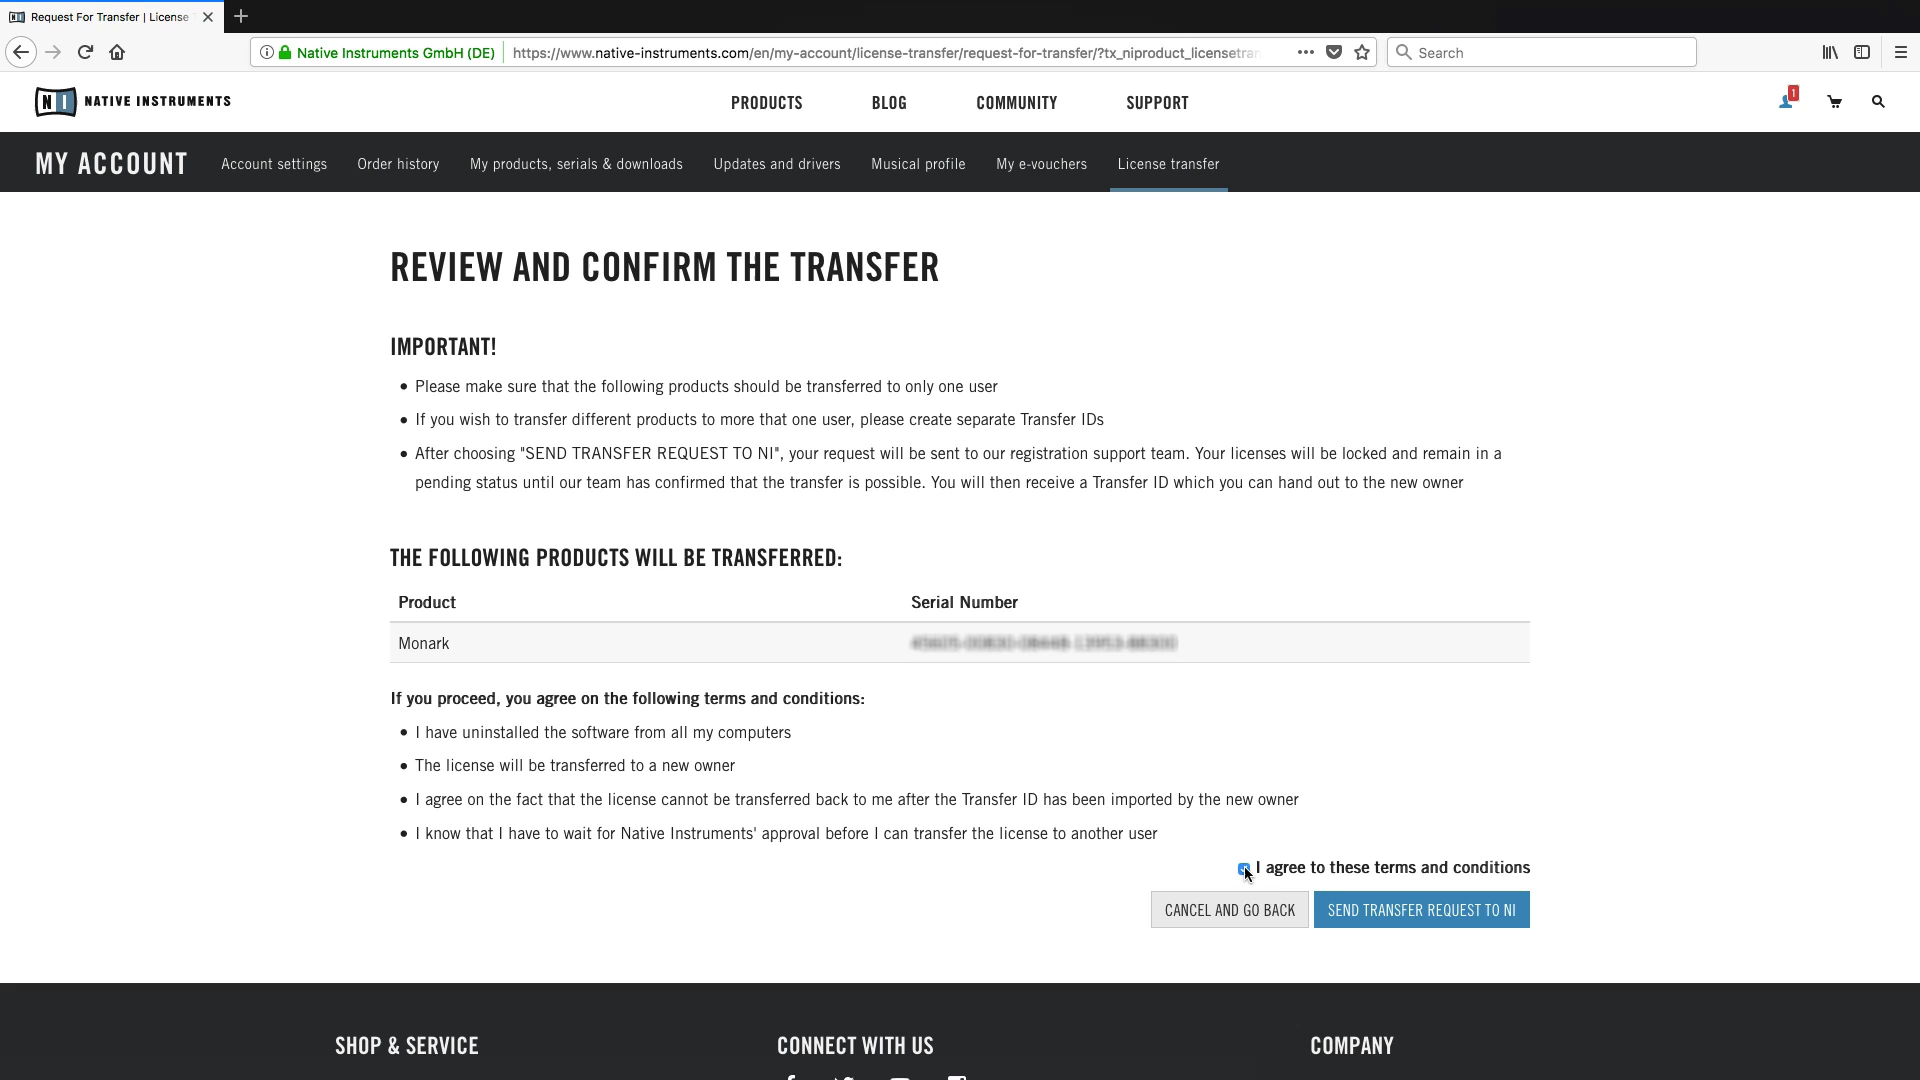 Request For Transfer | License
Native Instruments GmbH (DE)
https://www.native-instruments.com/en/my-account/license-transfer/request-for-transfer/?tx_niproduct_licensetran
Search
NI NATIVE INSTRUMENTS
PRODUCTS
BLOG
COMMUNITY
SUPPORT
1
MY ACCOUNT
Account settings
Order history
My products, serials & downloads
Updates and drivers
Musical profile
My e-vouchers
License transfer
REVIEW AND CONFIRM THE TRANSFER
IMPORTANT!
• Please make sure that the following products should be transferred to only one user
• If you wish to transfer different products to more that one user, please create separate Transfer IDs
• After choosing "SEND TRANSFER REQUEST TO NI", your request will be sent to our registration support team. Your licenses will be locked and remain in a
pending status until our team has confirmed that the transfer is possible. You will then receive a Transfer ID which you can hand out to the new owner
THE FOLLOWING PRODUCTS WILL BE TRANSFERRED:
Product Serial Number
Monark
If you proceed, you agree on the following terms and conditions:
• I have uninstalled the software from all my computers
• The license will be transferred to a new owner
• I agree on the fact that the license cannot be transferred back to me after the Transfer ID has been imported by the new owner
• I know that I have to wait for Native Instruments' approval before I can transfer the license to another user
I agree to these terms and conditions
CANCEL AND GO BACK
SEND TRANSFER REQUEST TO NI
SHOP & SERVICE
CONNECT WITH US
COMPANY